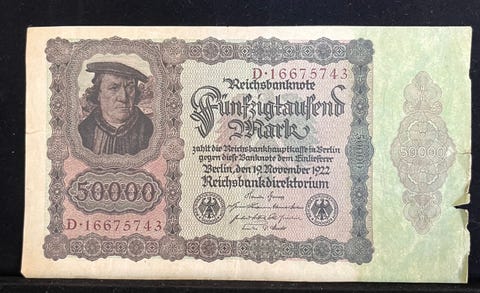 D·16675743
Reichsbanknote
Fünfzigtausend
Mark
zahlt die Reichsbankhauptkasse in Berlin
gegen diese Banknote dem Einlieferer
Berlin, den 19. November 1922
Reichsbankdirektorium
50000
D·16675743
50000
50000